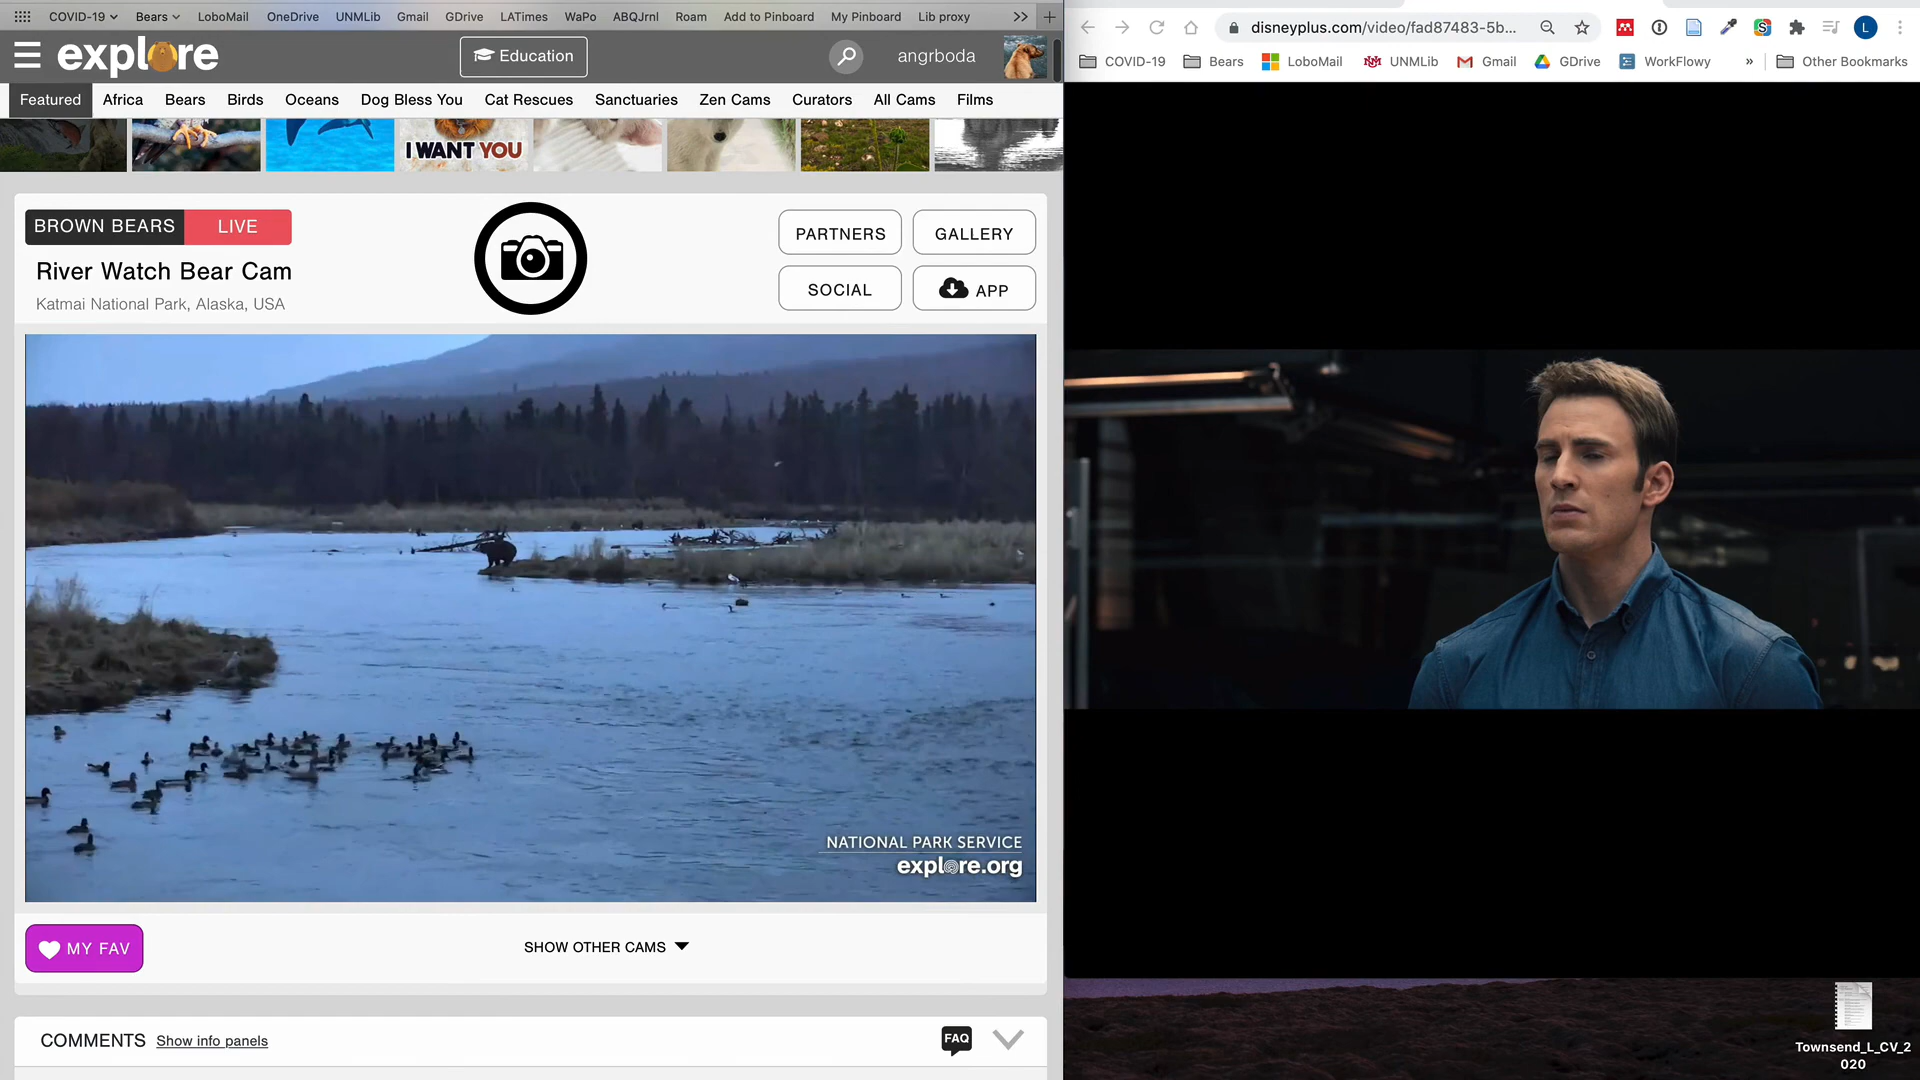 COVID-19 Bears LoboMail OneDrive UNMLib Gmail GDrive LATimes WaPo ABQJrnl Roam Add to Pinboard My Pinboard Lib proxy
explore Education angrboda
Featured Africa Bears Birds Oceans Dog Bless You Cat Rescues Sanctuaries Zen Cams Curators All Cams Films
I WANT YOU
BROWN BEARS LIVE
River Watch Bear Cam
Katmai National Park, Alaska, USA
PARTNERS GALLERY
SOCIAL APP
NATIONAL PARK SERVICE
explore.org
MY FAV
SHOW OTHER CAMS
COMMENTS Show info panels FAQ
disneyplus.com/video/fad87483-5b... L
COVID-19 Bears LoboMail UNMLib Gmail GDrive WorkFlowy » Other Bookmarks
Townsend_L_CV_2
020